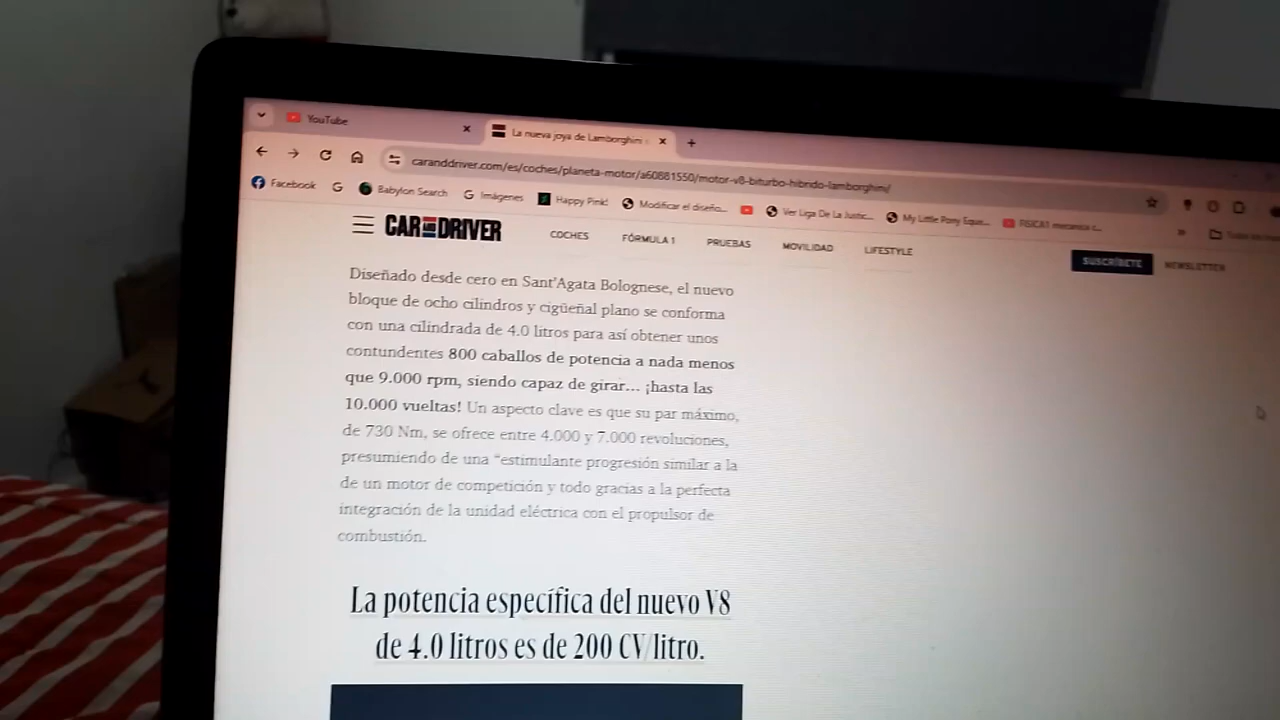 YouTube
La nueva joya de Lamborghini
caranddriver.com/es/coches/planeta-motor/a60881550/motor-v8-biturbo-hibrido-lamborghini/
Facebook
Babylon Search
Imágenes
Happy Pink!
Modificar el diseño...
Ver Liga De La Justic...
My Little Pony Eque...
CAR AND DRIVER
COCHES
FÓRMULA 1
PRUEBAS
MOVILIDAD
LIFESTYLE
SUSCRÍBETE
NEWSLETTER
Diseñado desde cero en Sant'Agata Bolognese, el nuevo
bloque de ocho cilindros y cigüeñal plano se conforma
con una cilindrada de 4.0 litros para así obtener unos
contundentes 800 caballos de potencia a nada menos
que 9.000 rpm, siendo capaz de girar... ¡hasta las
10.000 vueltas! Un aspecto clave es que su par máximo,
de 730 Nm, se ofrece entre 4.000 y 7.000 revoluciones,
presumiendo de una "estimulante progresión similar a la
de un motor de competición y todo gracias a la perfecta
integración de la unidad eléctrica con el propulsor de
combustión.
La potencia específica del nuevo V8
de 4.0 litros es de 200 CV/litro.